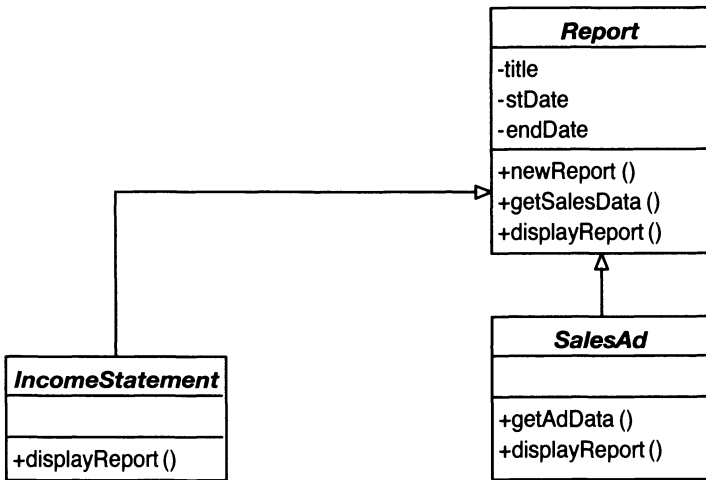 Report
-title
-stDate
-endDate
+newReport ()
+getSalesData ()
+displayReport ()
SalesAd
+getAdData ()
+displayReport ()
IncomeStatement
+displayReport ()